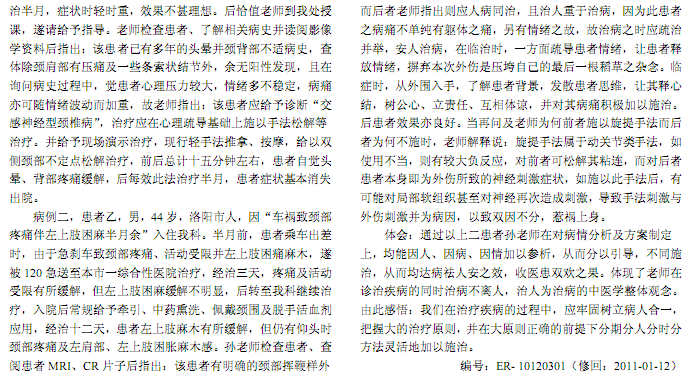 治半月，症状时轻时重，效果不甚理想。后恰值老师到我处授
课，遂请给予指导。老师检查患者、了解相关病史并读阅影像
学资料后指出：该患者己有多年的头晕并颈背部不适病史，查
体除颈肩部有压痛及一些条索状结节外，余无阳性发现，且在
询问病史过程中，觉患者心理压力较大，情绪多不稳定，病痛
亦可随情绪波动而加重，故老师指出：该患者应给予诊断“交
感神经型颈椎病”，治疗应在心理疏导基础上施以手法松解等
治疗。并给予现场演示治疗，现行轻手法推拿、按摩，给以双
侧颈部不定点松解治疗，前后总计十五分钟左右，患者自觉头
晕、背部疼痛缓解，后每效此法治疗半月，患者症状基本消失
出院。
病例二，患者乙，男，44 岁，洛阳市人，因“车祸致颈部
疼痛伴左上肢困麻半月余”入住我科。半月前，患者乘车出差
时，由于急刹车致颈部疼痛、活动受限并左上肢困痛麻木，遂
被 120 急送至本市一综合性医院治疗，经治三天，疼痛及活动
受限有所缓解，但左上肢困麻缓解不明显，后转至我科继续治
疗，入院后常规给予牵引、中药熏洗、佩戴颈围及脱手活血剂
应用，经治十二天，患者左上肢麻木有所缓解，但仍有仰头时
颈部疼痛及左肩部、左上肢困胀麻木感。孙老师检查患者、查
阅患者 MRI、CR 片子后指出：该患者有明确的颈部挥鞭样外
而后者老师指出则应人病同治，且治人重于治病，因为此患者
之病痛不单纯有躯体之痛，另有情绪之故，故治病之时应疏治
并举，安人治病，在临治时，一方面疏导患者情绪，让患者释
放情绪，摒弃本次外伤是压垮自己的最后一根稻草之杂念。临
症时，从外围入手，了解患者背景，发散患者思维，让其释心
结，树公心、立责任、互相体谅，并对其病痛积极加以施治。
后患者效果亦良好。当再问及老师为何前者施以旋提手法而后
者为何不施时，老师解释说：旋提手法属于动关节类手法，如
使用不当，则有较大负反应，对前者可松解其粘连，而对后者
患者本身即为外伤所致的神经刺激症状，如施以此手法后，有
可能对局部软组织甚至对神经再次造成刺激，导致手法刺激与
外伤刺激并为病因，以致双因不分，惹祸上身。
体会：通过以上二患者孙老师在对病情分析及方案制定
上，均能因人、因病、因情加以参析，从而分以引导，不同施
治，从而均达病祛人安之效，收医患双欢之果。体现了老师在
诊治疾病的同时治病不离人，治人为治病的中医学整体观念。
由此感悟：我们在治疗疾病的过程中，应牢固树立病人合一，
把握大的治疗原则，并在大原则正确的前提下分期分人分时分
方法灵活地加以施治。
编号：ER- 10120301（修回：2011-01-12）